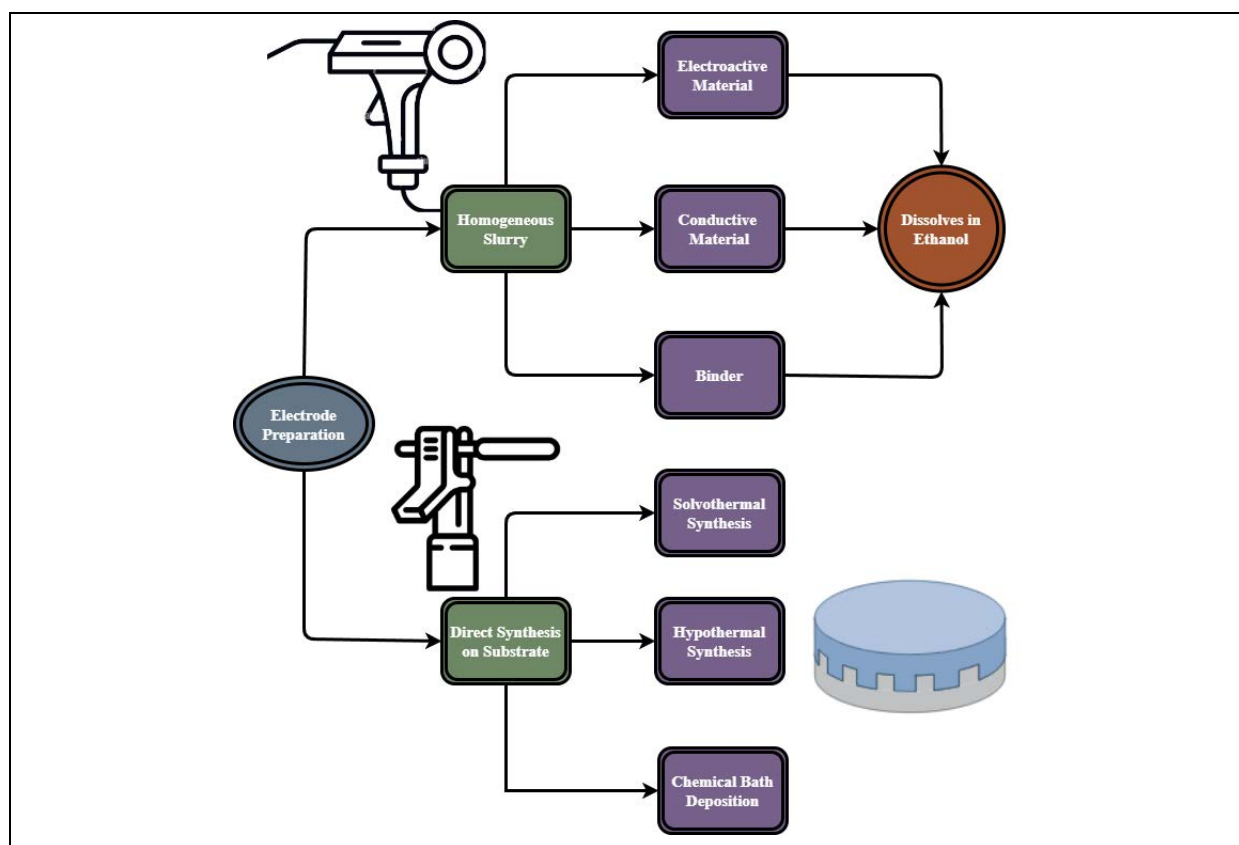 Electroactive
Material
Homogeneous
Slurry
Conductive
Material
Dissolves in
Ethanol
Binder
Electrode
Preparation
Solvothermal
Synthesis
Direct Synthesis
on Substrate
Hypothermal
Synthesis
Chemical Bath
Deposition